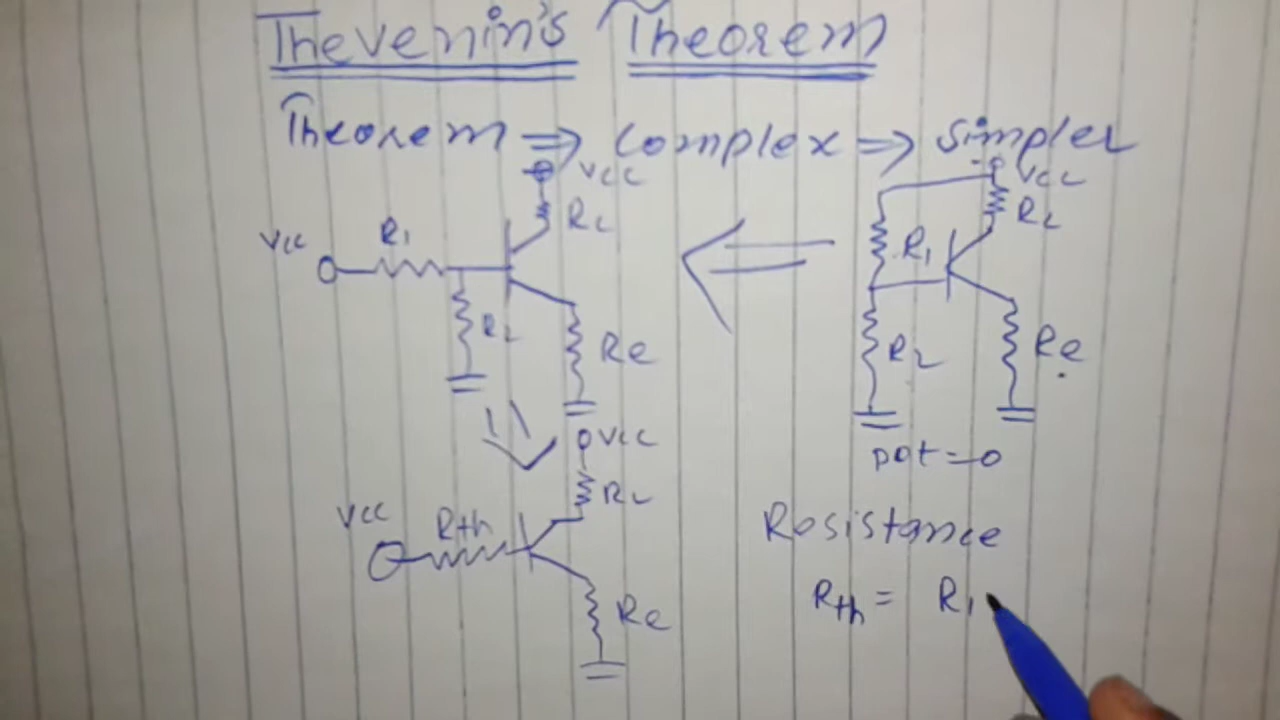 Thevenin's Theorem
Theorem ⇒ Complex ⇒ Simpler
Vcc
Rc
Vcc
R1
R2
Re
Vcc
Rc
R1
R2
Re
pot = 0
Vcc
Rc
Vcc
Rth
Re
Resistance
Rth = R1